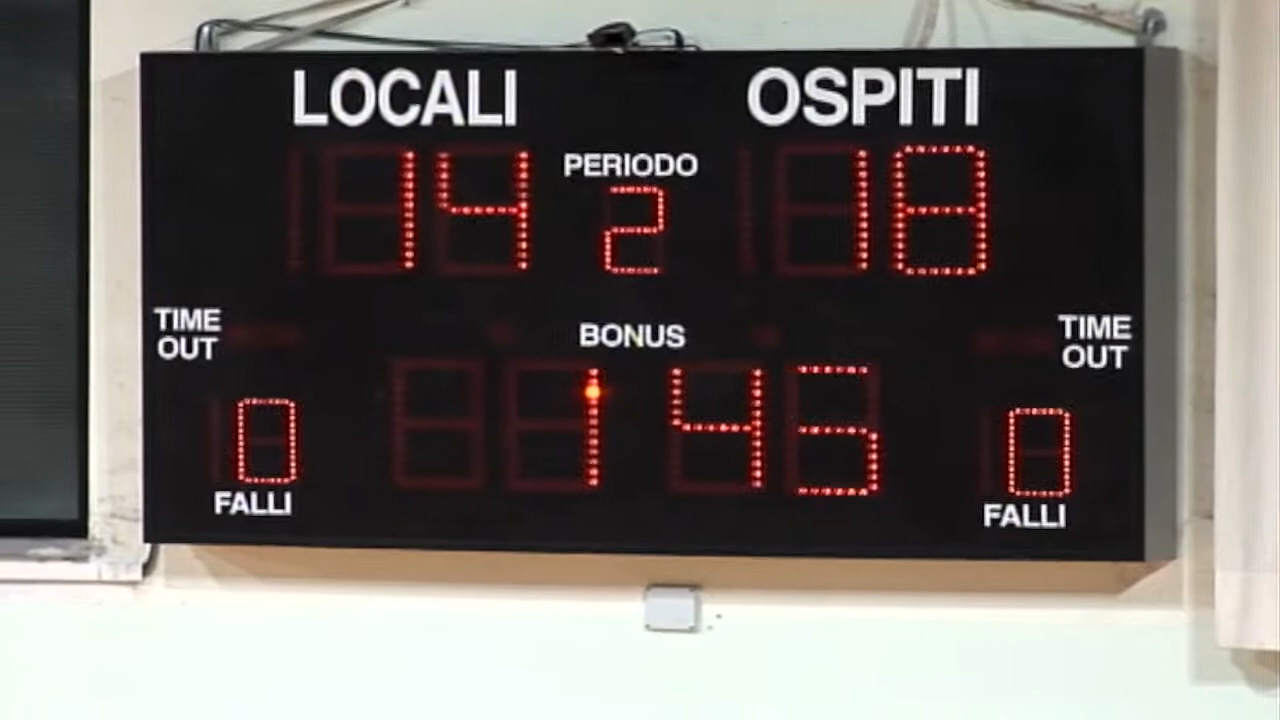 LOCALI OSPITI
14 PERIODO 18
2
TIME OUT BONUS TIME OUT
0 1 45 0
FALLI FALLI